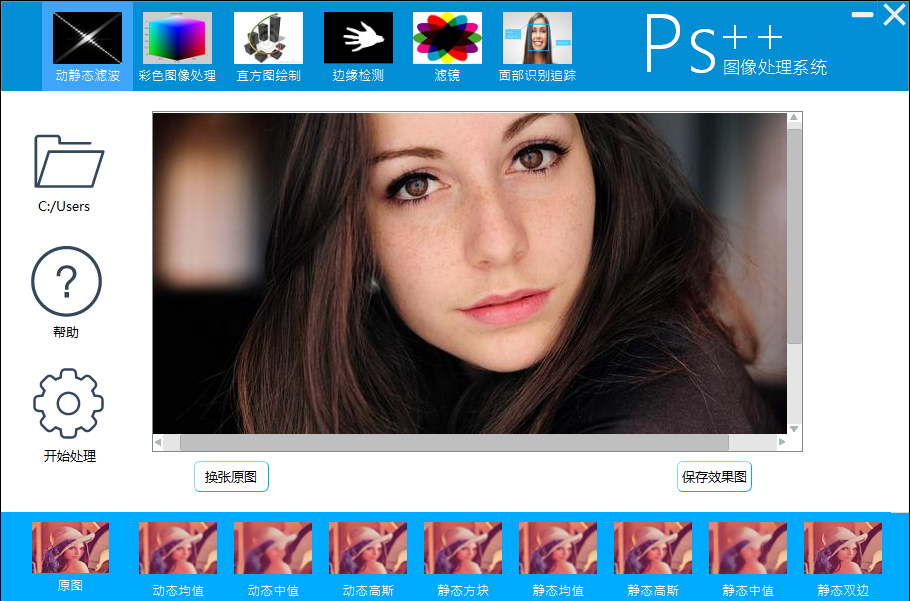 动静态滤波
彩色图像处理
直方图绘制
边缘检测
滤镜
面部识别追踪
Ps++
图像处理系统
C:/Users
帮助
开始处理
换张原图
保存效果图
原图
动态均值
动态中值
动态高斯
静态方块
静态均值
静态高斯
静态中值
静态双边